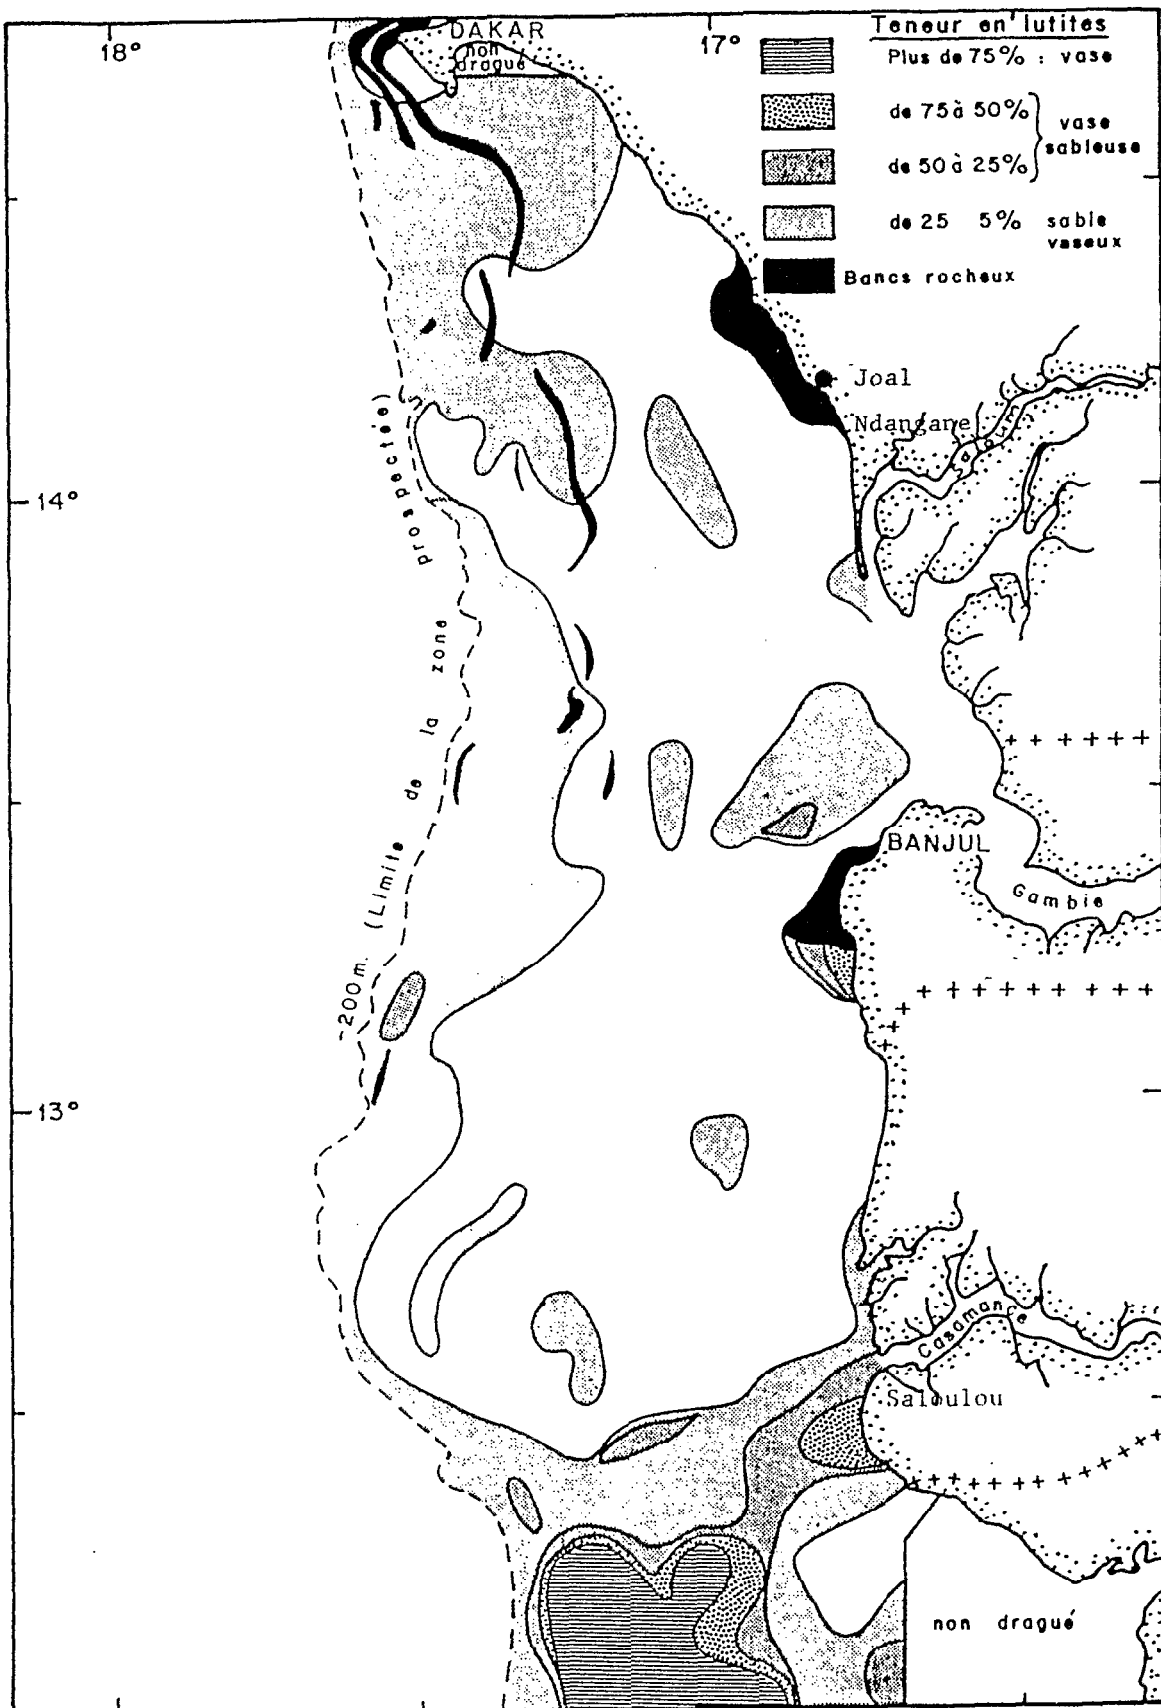 18°
DAKAR
non
dragué
17°
Teneur en lutites
Plus de 75% : vase
de 75 à 50%
vase
sableuse
de 50 à 25%
de 25 5% sable
vaseux
Bancs rocheux
Joal
Ndangane
14°
-200m. (Limite de la zone prospectée)
BANJUL
Gambie
13°
Casamance
Saloulou
non dragué